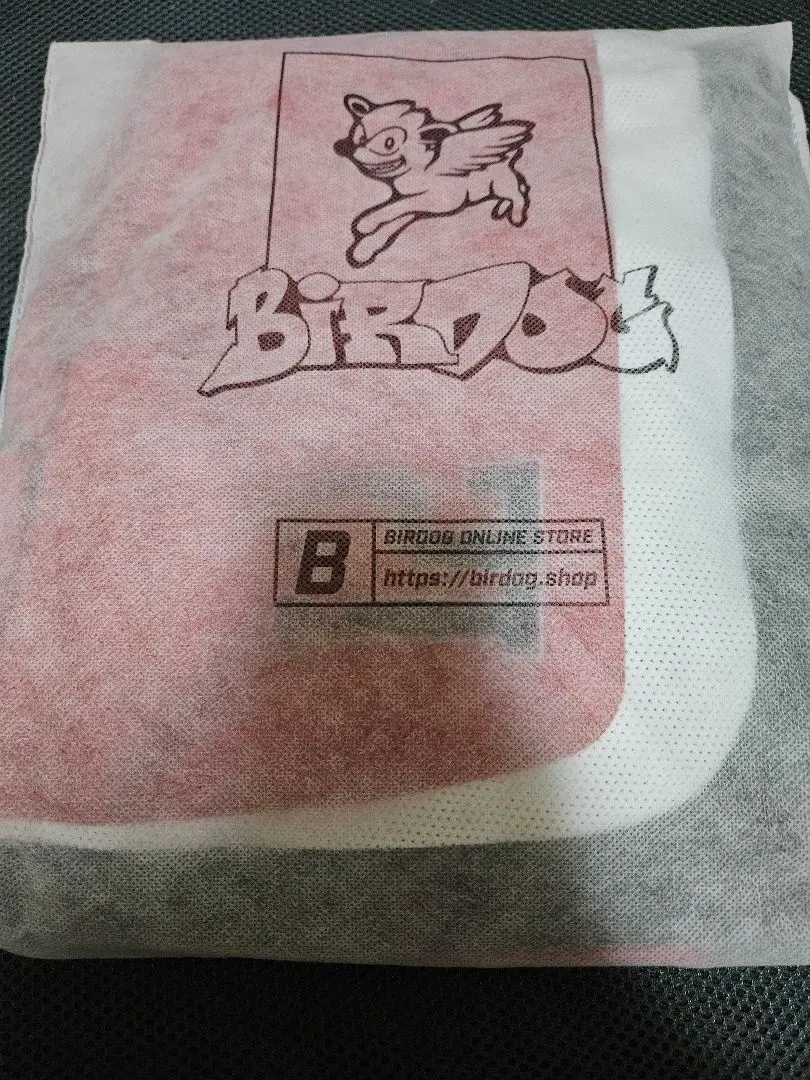 BIRDOG
B
BIRDOG ONLINE STORE
https://birdog.shop